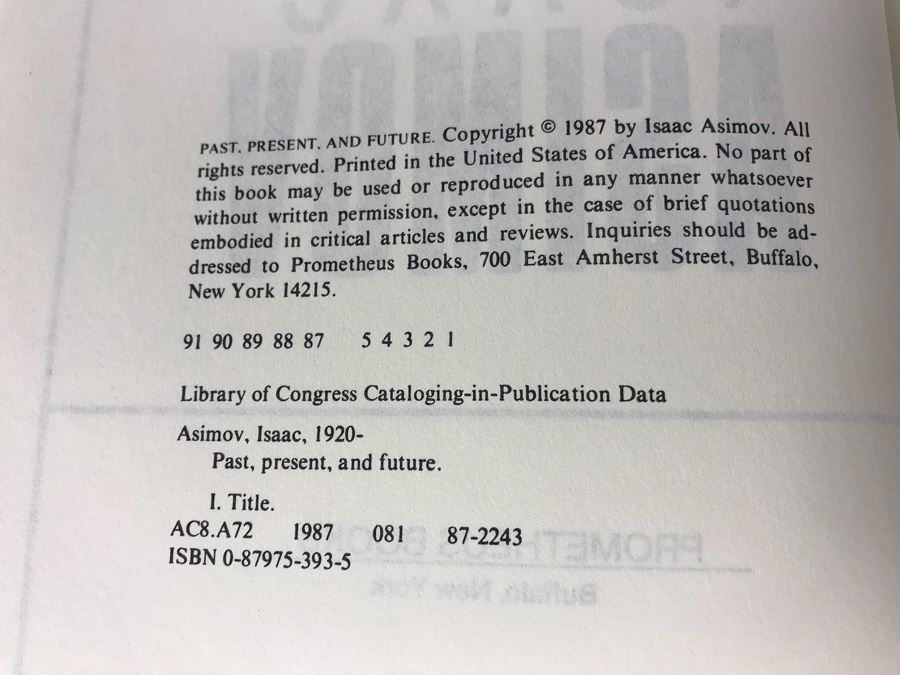 PAST, PRESENT, AND FUTURE. Copyright © 1987 by Isaac Asimov. All
rights reserved. Printed in the United States of America. No part of
this book may be used or reproduced in any manner whatsoever
without written permission, except in the case of brief quotations
embodied in critical articles and reviews. Inquiries should be ad-
dressed to Prometheus Books, 700 East Amherst Street, Buffalo,
New York 14215.
91 90 89 88 87 5 4 3 2 1
Library of Congress Cataloging-in-Publication Data
Asimov, Isaac, 1920-
Past, present, and future.
I. Title.
AC8.A72 1987 081 87-2243
ISBN 0-87975-393-5
PROMETHEUS BOOKS
Buffalo, New York